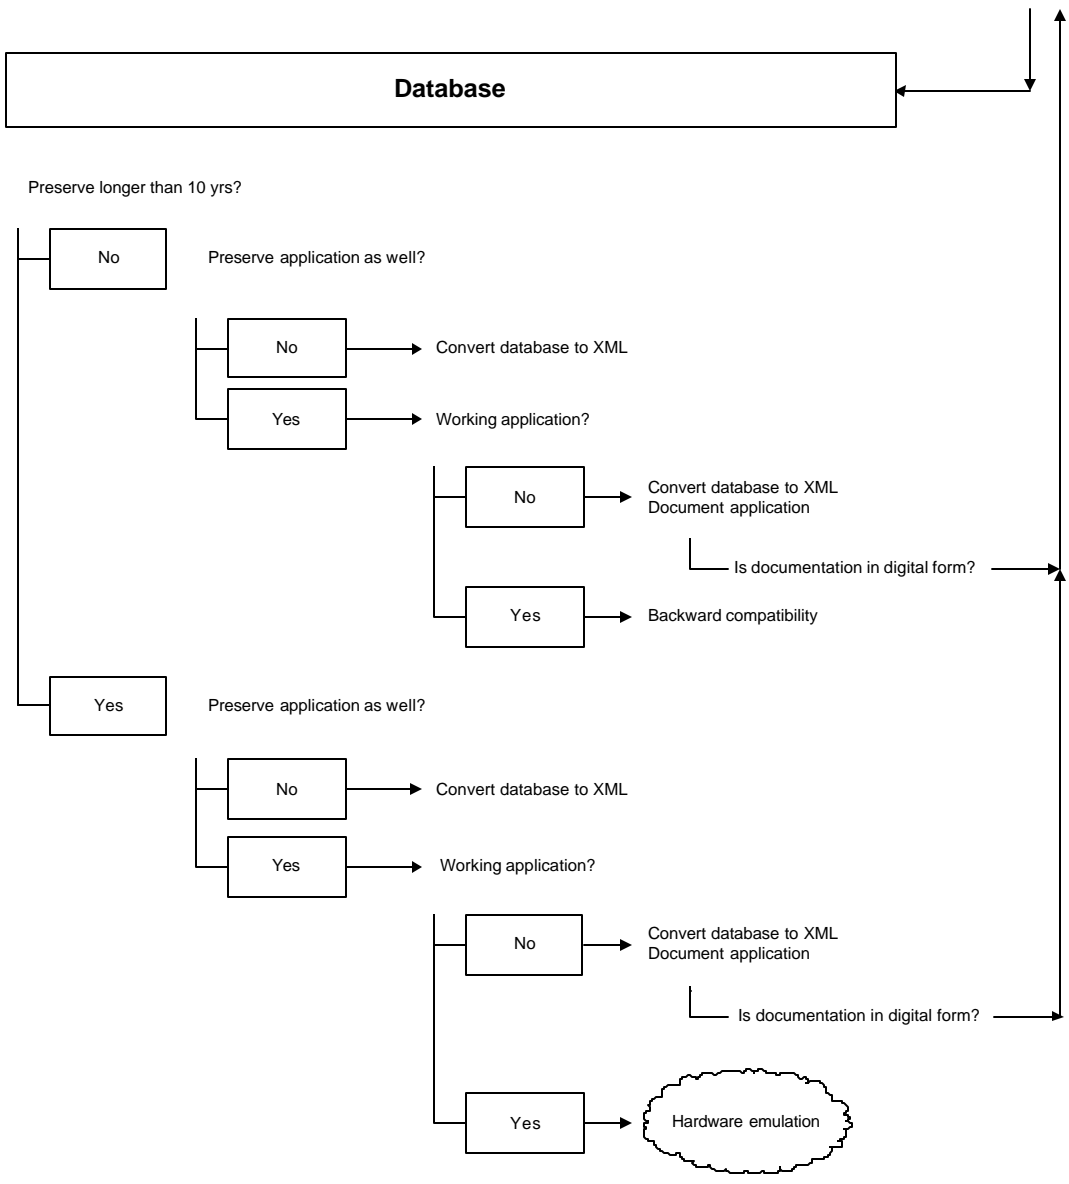 Database
Preserve longer than 10 yrs?
No
Preserve application as well?
No
Convert database to XML
Yes
Working application?
No
Convert database to XML
Document application
Is documentation in digital form?
Yes
Backward compatibility
Yes
Preserve application as well?
No
Convert database to XML
Yes
Working application?
No
Convert database to XML
Document application
Is documentation in digital form?
Yes
Hardware emulation